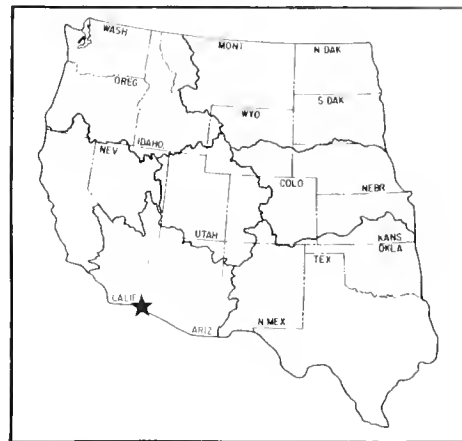 WASH
MONT
N DAK
OREG
S DAK
WYO
IDAHO
NEV
COLO
NEBR
UTAH
KANS
OKLA
TEX
CALIF
ARIZ
N MEX